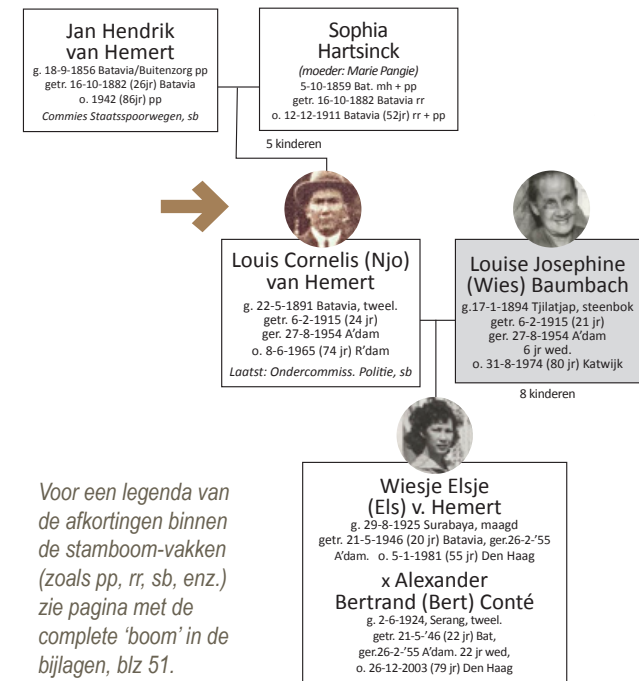 Jan Hendrik
van Hemert
g. 18-9-1856 Batavia/Buitenzorg pp
getr. 16-10-1882 (26jr) Batavia
o. 1942 (86jr) pp
Commies Staatsspoorwegen, sb
Sophia
Hartsinck
(moeder: Marie Pangie)
5-10-1859 Bat. mh + pp
getr. 16-10-1882 Batavia rr
o. 12-12-1911 Batavia (52jr) rr + pp
5 kinderen
Louis Cornelis (Njo)
van Hemert
g. 22-5-1891 Batavia, tweel.
getr. 6-2-1915 (24 jr)
ger. 27-8-1954 A'dam
o. 8-6-1965 (74 jr) R'dam
Laatst: Ondercommiss. Politie, sb
Louise Josephine
(Wies) Baumbach
g.17-1-1894 Tjilatjap, steenbok
getr. 6-2-1915 (21 jr)
ger. 27-8-1954 A'dam
6 jr wed.
o. 31-8-1974 (80 jr) Katwijk
8 kinderen
Wiesje Elsje
(Els) v. Hemert
g. 29-8-1925 Surabaya, maagd
getr. 21-5-1946 (20 jr) Batavia, ger.26-2-'55
A'dam. o. 5-1-1981 (55 jr) Den Haag
x Alexander
Bertrand (Bert) Conté
g. 2-6-1924, Serang, tweel.
getr. 21-5-'46 (22 jr) Bat,
ger.26-2-'55 A'dam. 22 jr wed,
o. 26-12-2003 (79 jr) Den Haag
Voor een legenda van
de afkortingen binnen
de stamboom-vakken
(zoals pp, rr, sb, enz.)
zie pagina met de
complete 'boom' in de
bijlagen, blz 51.